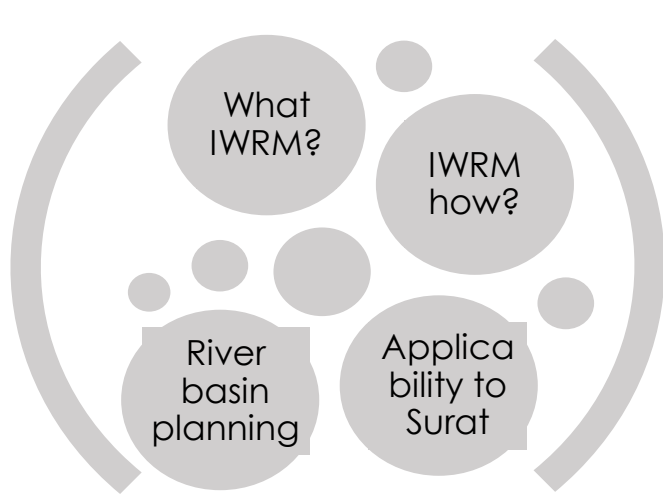 What
IWRM?
IWRM
how?
River
basin
planning
Applica
bility to
Surat